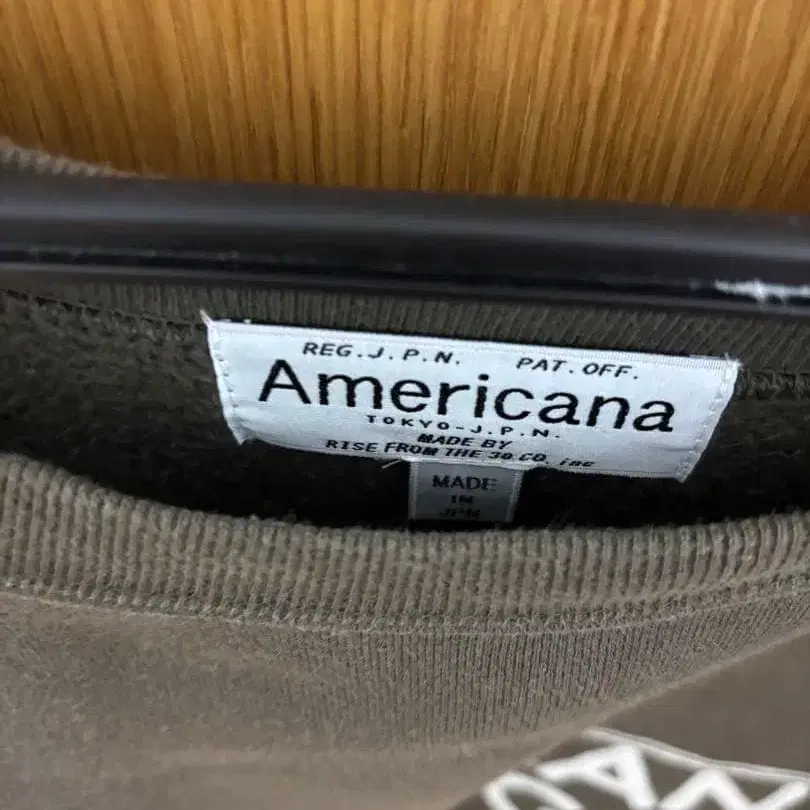 REG.J.P.N. PAT.OFF.
Americana
TOKYO-J.P.N.
MADE BY
RISE FROM THE 30 CO. inc
MADE
IN
JPN